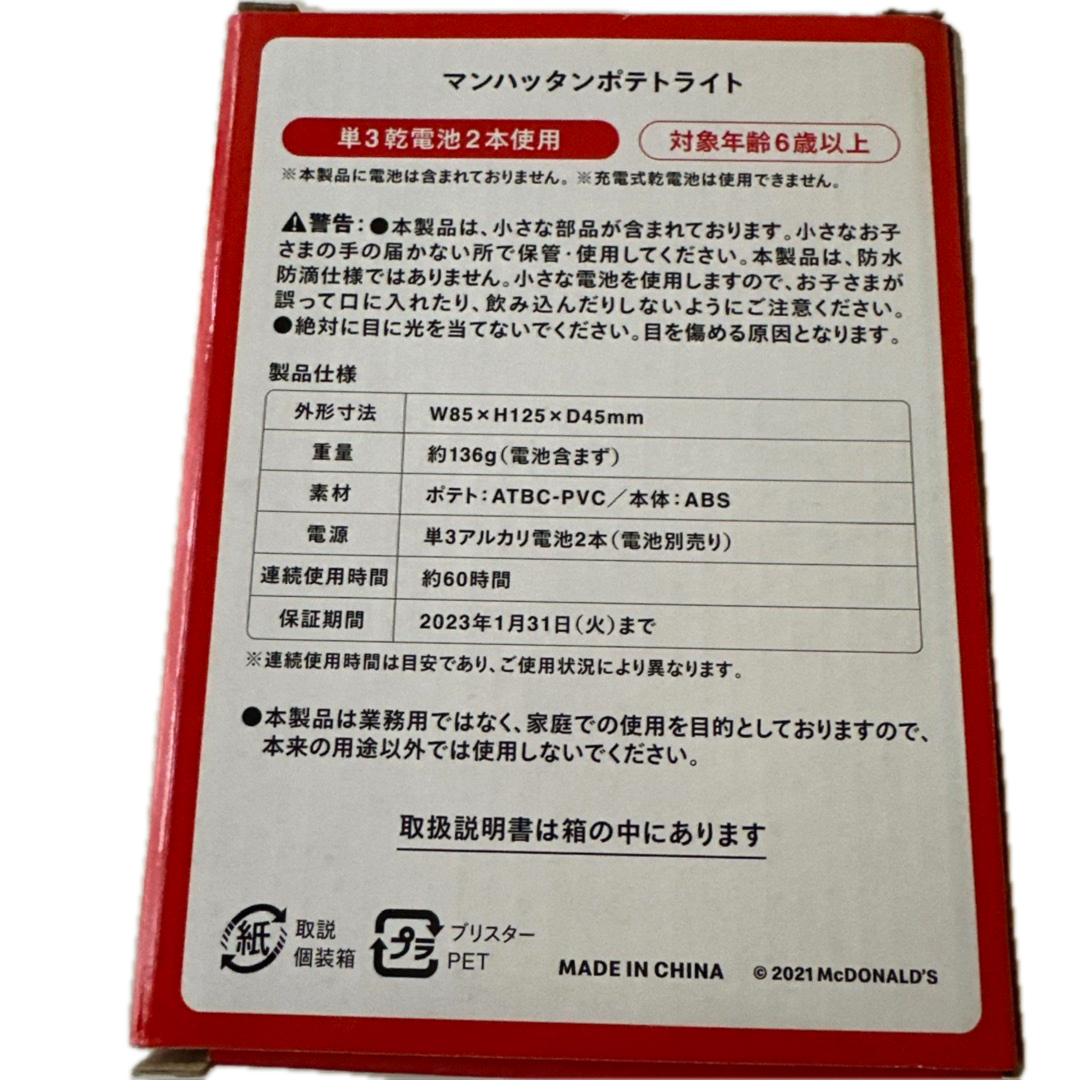 マンハッタンポテトライト
単3乾電池2本使用 対象年齢6歳以上
※本製品に電池は含まれておりません。※充電式乾電池は使用できません。
⚠警告：●本製品は、小さな部品が含まれております。小さなお子
さまの手の届かない所で保管・使用してください。本製品は、防水
防滴仕様ではありません。小さな電池を使用しますので、お子さまが
誤って口に入れたり、飲み込んだりしないようにご注意ください。
●絶対に目に光を当てないでください。目を傷める原因となります。
製品仕様
外形寸法 W85×H125×D45mm
重量 約136g（電池含まず）
素材 ポテト：ATBC-PVC／本体：ABS
電源 単3アルカリ電池2本（電池別売り）
連続使用時間 約60時間
保証期間 2023年1月31日（火）まで
※連続使用時間は目安であり、ご使用状況により異なります。
●本製品は業務用ではなく、家庭での使用を目的としておりますので、
本来の用途以外では使用しないでください。
取扱説明書は箱の中にあります
紙 取説
個装箱
プラ ブリスター
PET
MADE IN CHINA © 2021 McDONALD'S